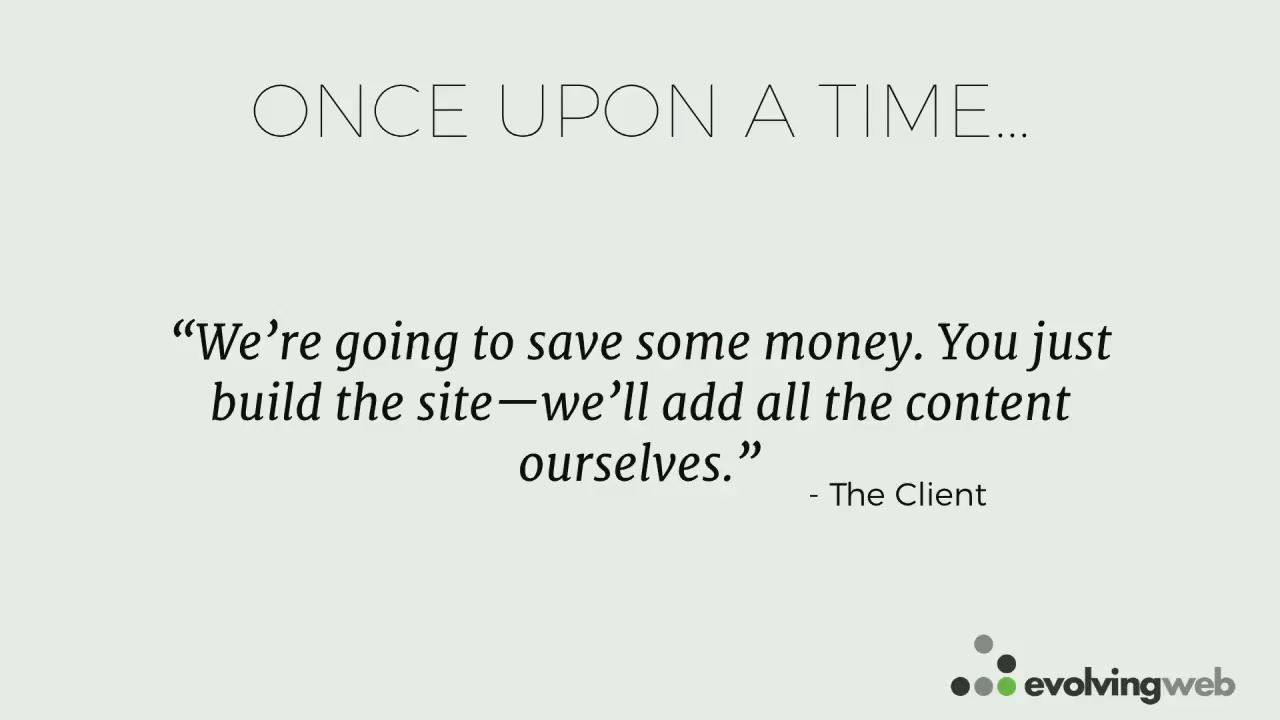 ONCE UPON A TIME...
“We’re going to save some money. You just
build the site—we’ll add all the content
ourselves.”
- The Client
evolvingweb